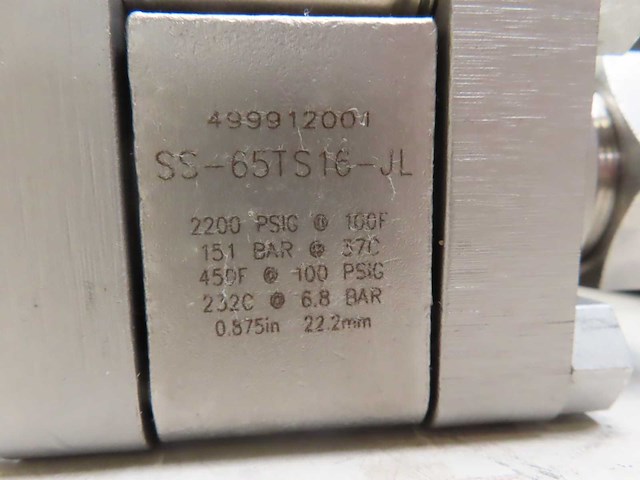 499912001
SS-65TS16-JL
2200 PSIG @ 100F
151 BAR @ 37C
450F @ 100 PSIG
232C @ 6.8 BAR
0.875in 22.2mm